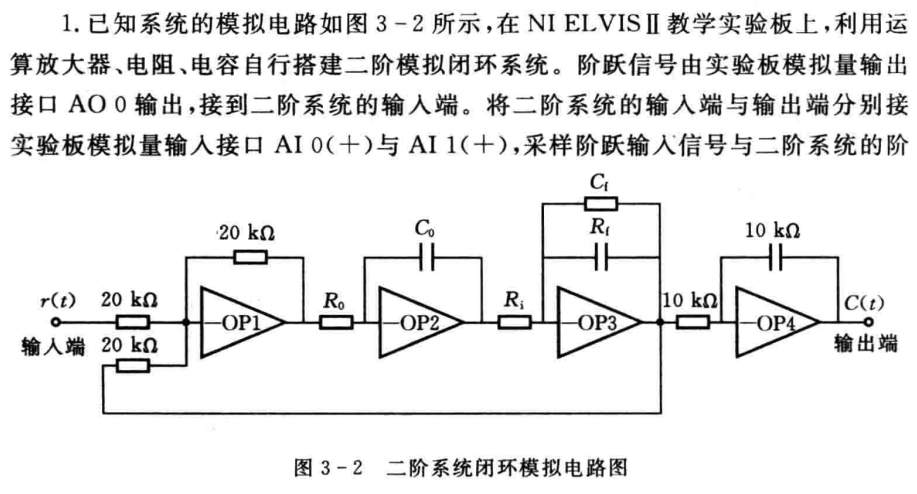 1. 已知系统的模拟电路如图 3-2 所示,在 NI ELVISⅡ 教学实验板上,利用运
算放大器、电阻、电容自行搭建二阶模拟闭环系统。阶跃信号由实验板模拟量输出
接口 AO 0 输出,接到二阶系统的输入端。将二阶系统的输入端与输出端分别接
实验板模拟量输入接口 AI 0(+)与 AI 1(+),采样阶跃输入信号与二阶系统的阶
Cf
20 kΩ C0 Rf 10 kΩ
r(t) 20 kΩ R0 Ri 10 kΩ C(t)
-OP1 -OP2 -OP3 -OP4
输入端 20 kΩ 输出端
图 3-2 二阶系统闭环模拟电路图